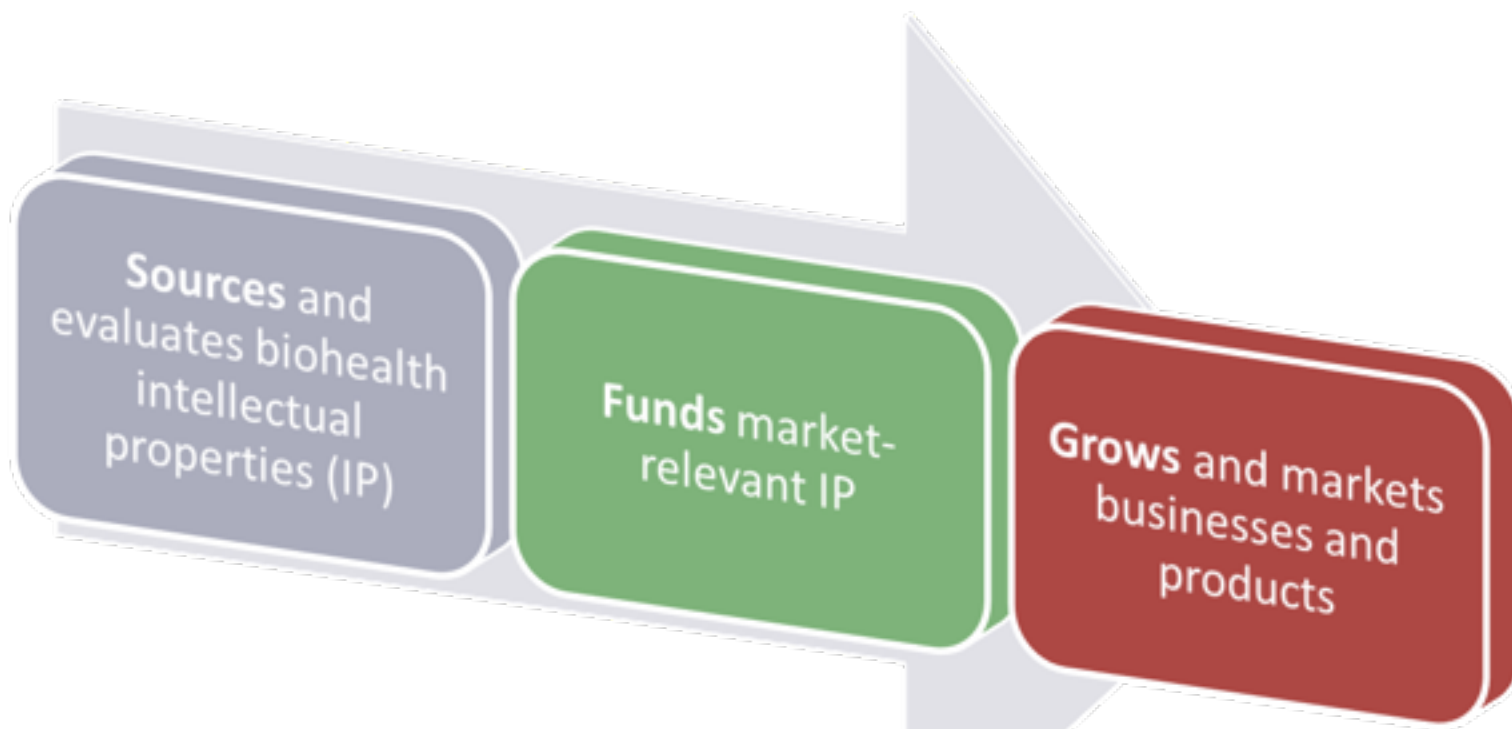 Sources and
evaluates biohealth
intellectual
properties (IP)
Funds market-
relevant IP
Grows and markets
businesses and
products